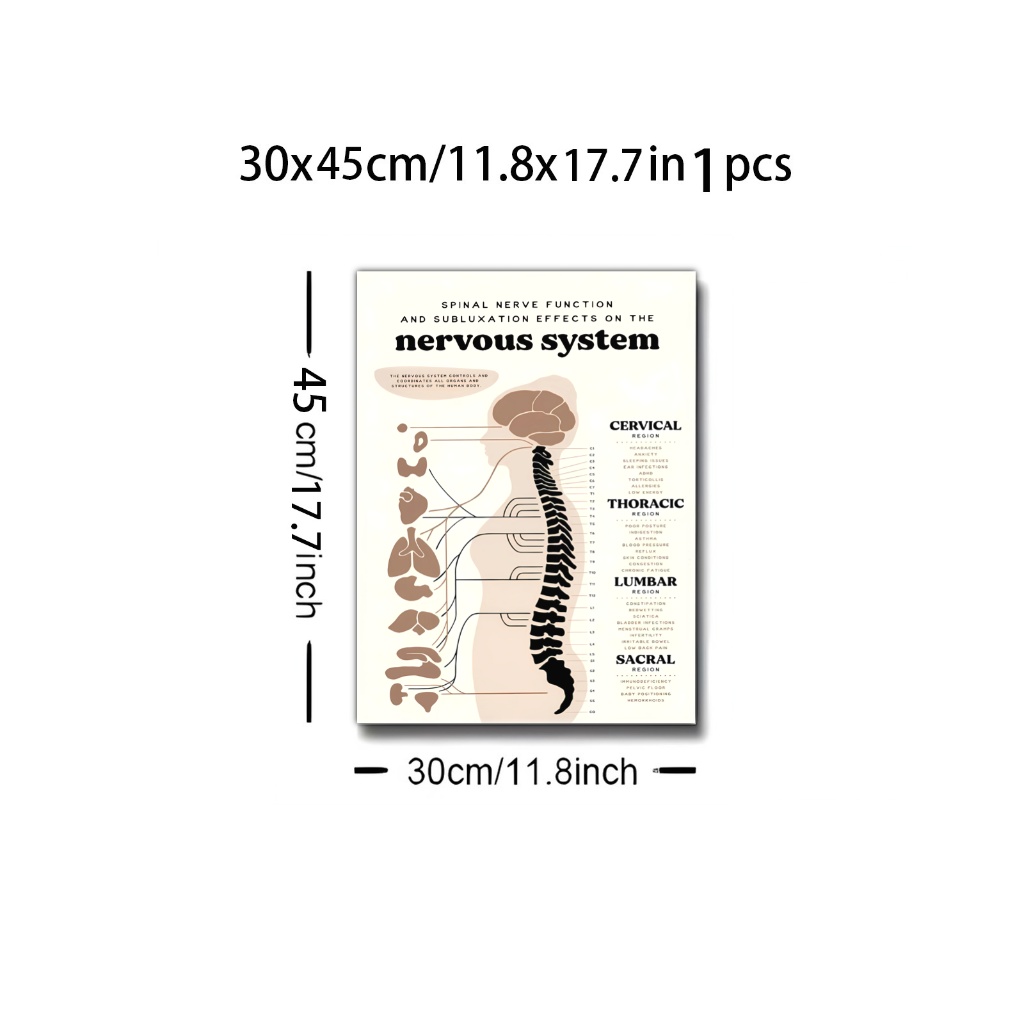 30x45cm/11.8x17.7in 1 pcs
45 cm/17.7inch
SPINAL NERVE FUNCTION
AND SUBLUXATION EFFECTS ON THE
nervous system
THE NERVOUS SYSTEM CONTROLS AND
COORDINATES ALL ORGANS AND
STRUCTURES OF THE HUMAN BODY
CERVICAL
REGION
HEADACHES
ANXIETY
SLEEPING ISSUES
EAR INFECTIONS
ADHD
TORTICOLLIS
ALLERGIES
LOW ENERGY
THORACIC
REGION
POOR POSTURE
INDIGESTION
ASTHMA
BLOOD PRESSURE
REFLUX
SKIN CONDITIONS
CONGESTION
CHRONIC FATIGUE
LUMBAR
REGION
CONSTIPATION
BEDWETTING
SCIATICA
BLADDER INFECTIONS
MENSTRUAL CRAMPS
INFERTILITY
IRRITABLE BOWEL
LOW BACK PAIN
SACRAL
REGION
IMMUNODEFICIENCY
PELVIC FLOOR
BABY POSITIONING
HEMORRHOIDS
30cm/11.8inch